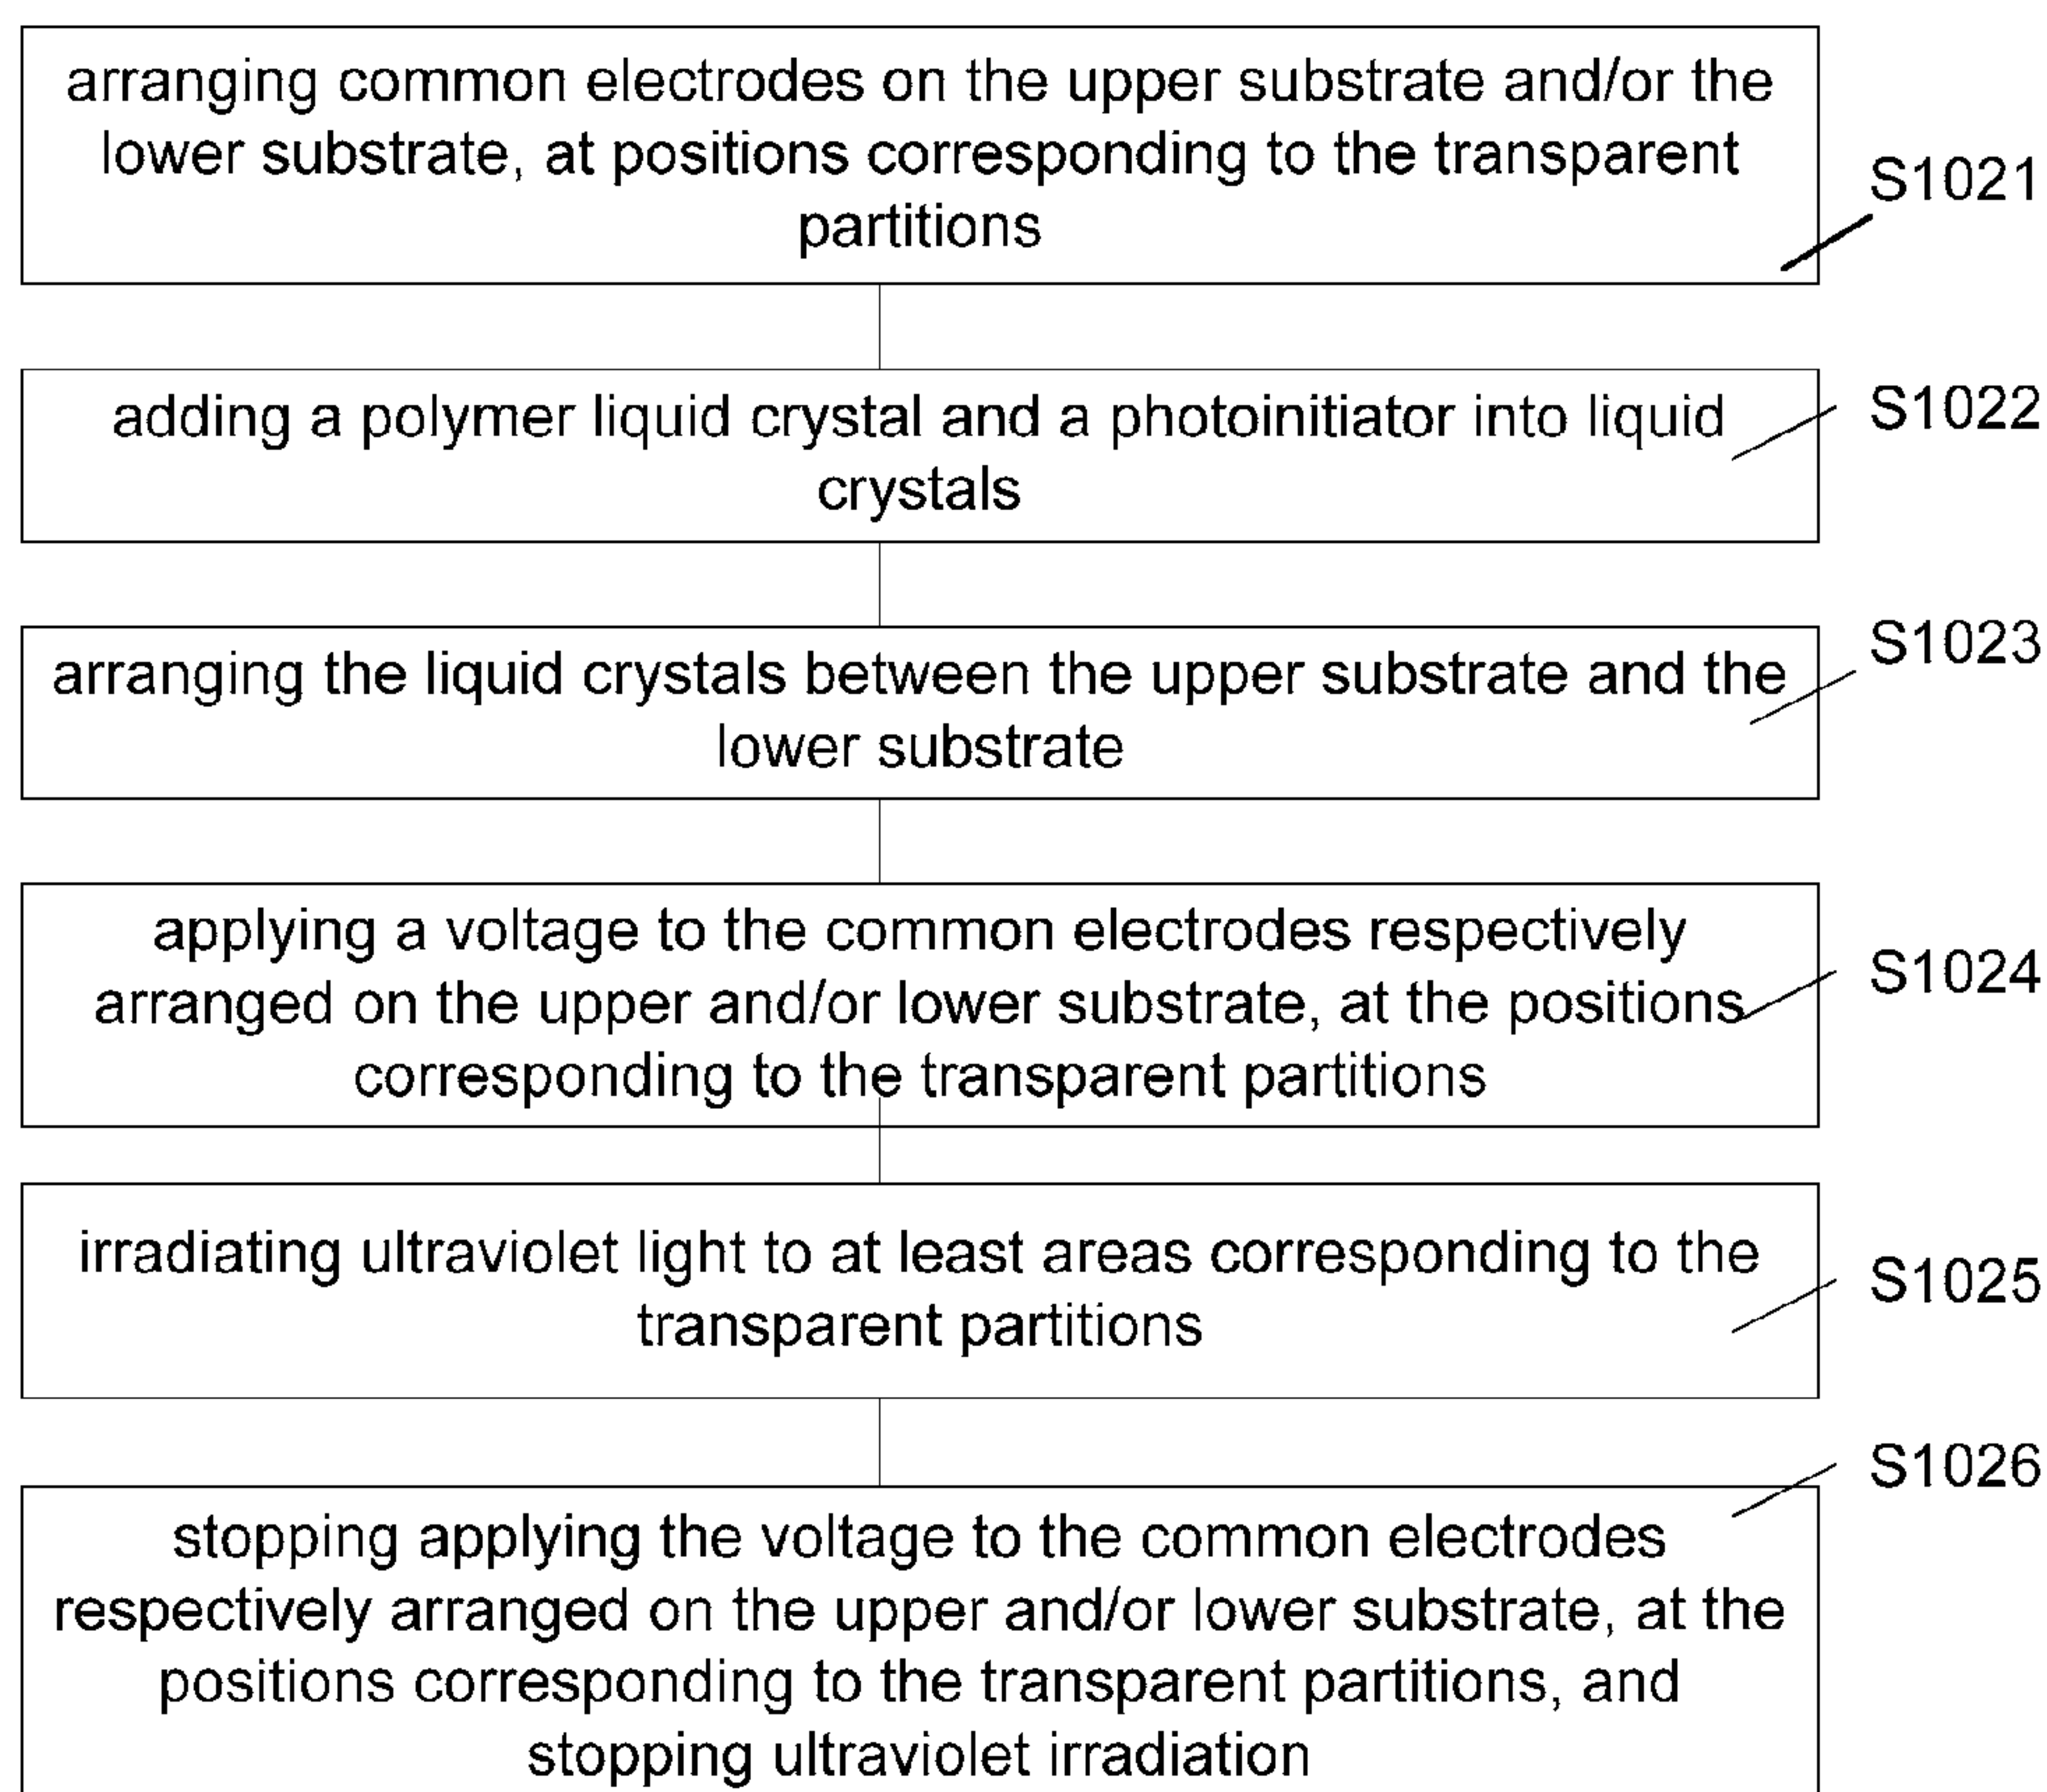 arranging common electrodes on the upper substrate and/or the
lower substrate, at positions corresponding to the transparent
partitions
S1021
adding a polymer liquid crystal and a photoinitiator into liquid
crystals
S1022
arranging the liquid crystals between the upper substrate and the
lower substrate
S1023
applying a voltage to the common electrodes respectively
arranged on the upper and/or lower substrate, at the positions
corresponding to the transparent partitions
S1024
irradiating ultraviolet light to at least areas corresponding to the
transparent partitions
S1025
stopping applying the voltage to the common electrodes
respectively arranged on the upper and/or lower substrate, at the
positions corresponding to the transparent partitions, and
stopping ultraviolet irradiation
S1026